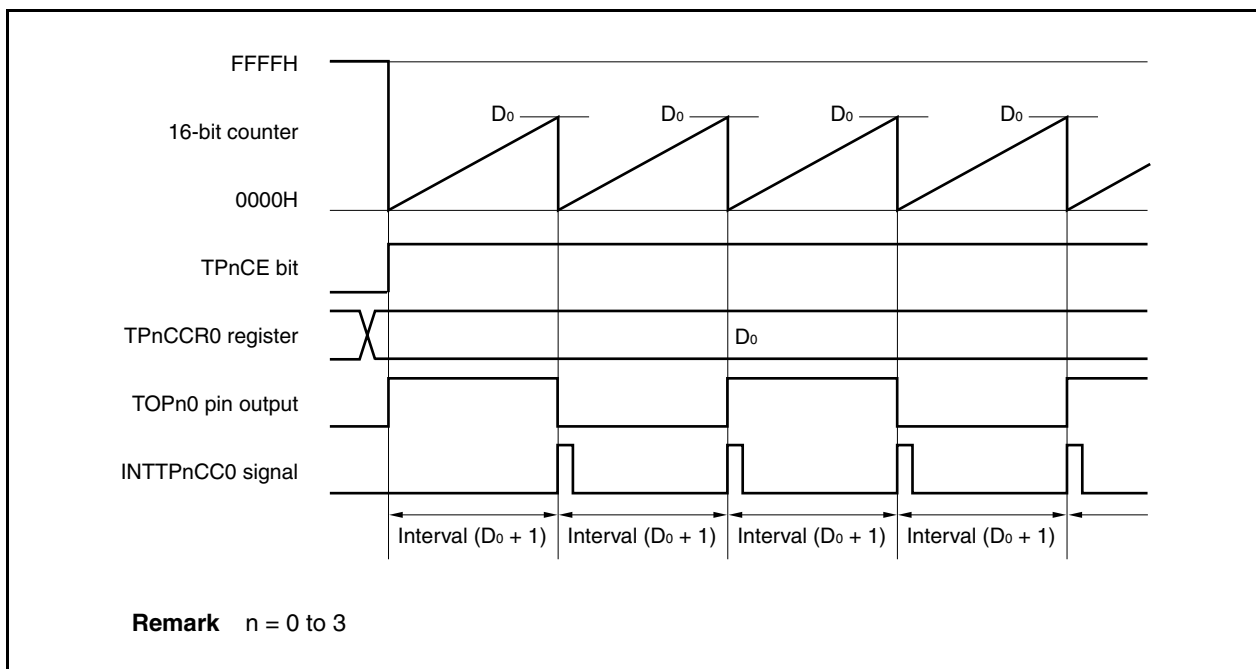 FFFFH
D0 D0 D0 D0
16-bit counter
0000H
TPnCE bit
TPnCCR0 register D0
TOPn0 pin output
INTTPnCC0 signal
Interval (D0 + 1) Interval (D0 + 1) Interval (D0 + 1) Interval (D0 + 1)
Remark n = 0 to 3